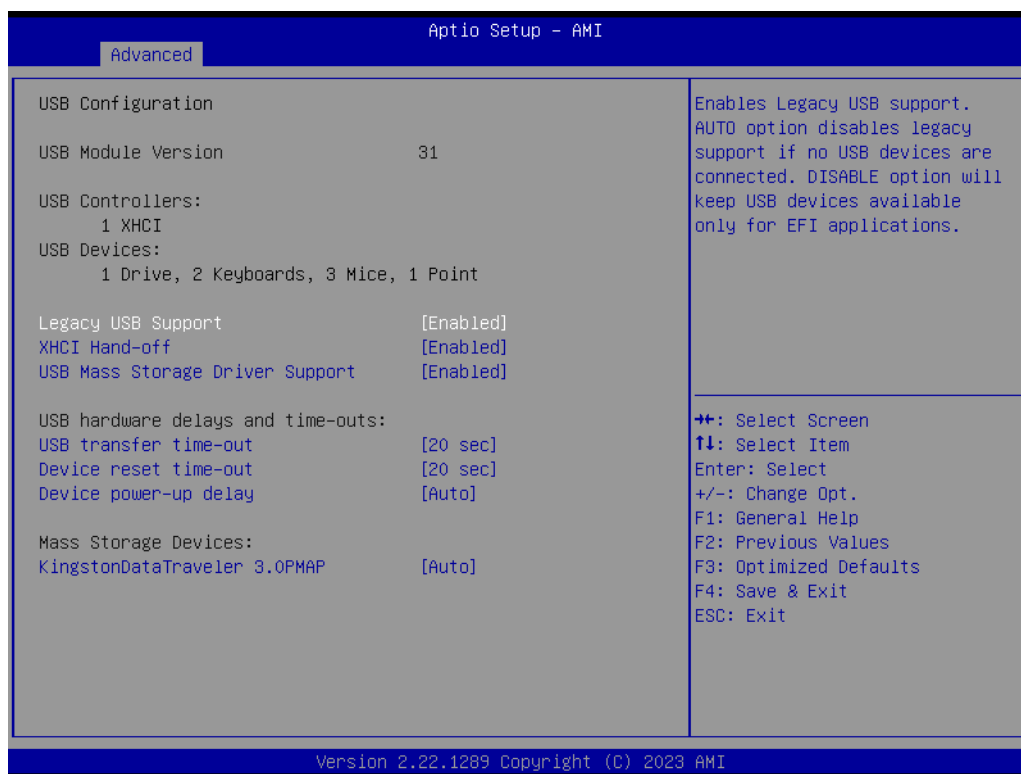 Aptio Setup – AMI
Advanced
USB Configuration
USB Module Version 31
USB Controllers:
1 XHCI
USB Devices:
1 Drive, 2 Keyboards, 3 Mice, 1 Point
Legacy USB Support [Enabled]
XHCI Hand-off [Enabled]
USB Mass Storage Driver Support [Enabled]
USB hardware delays and time-outs:
USB transfer time-out [20 sec]
Device reset time-out [20 sec]
Device power-up delay [Auto]
Mass Storage Devices:
KingstonDataTraveler 3.0PMAP [Auto]
Enables Legacy USB support.
AUTO option disables legacy
support if no USB devices are
connected. DISABLE option will
keep USB devices available
only for EFI applications.
→←: Select Screen
↑↓: Select Item
Enter: Select
+/-: Change Opt.
F1: General Help
F2: Previous Values
F3: Optimized Defaults
F4: Save & Exit
ESC: Exit
Version 2.22.1289 Copyright (C) 2023 AMI